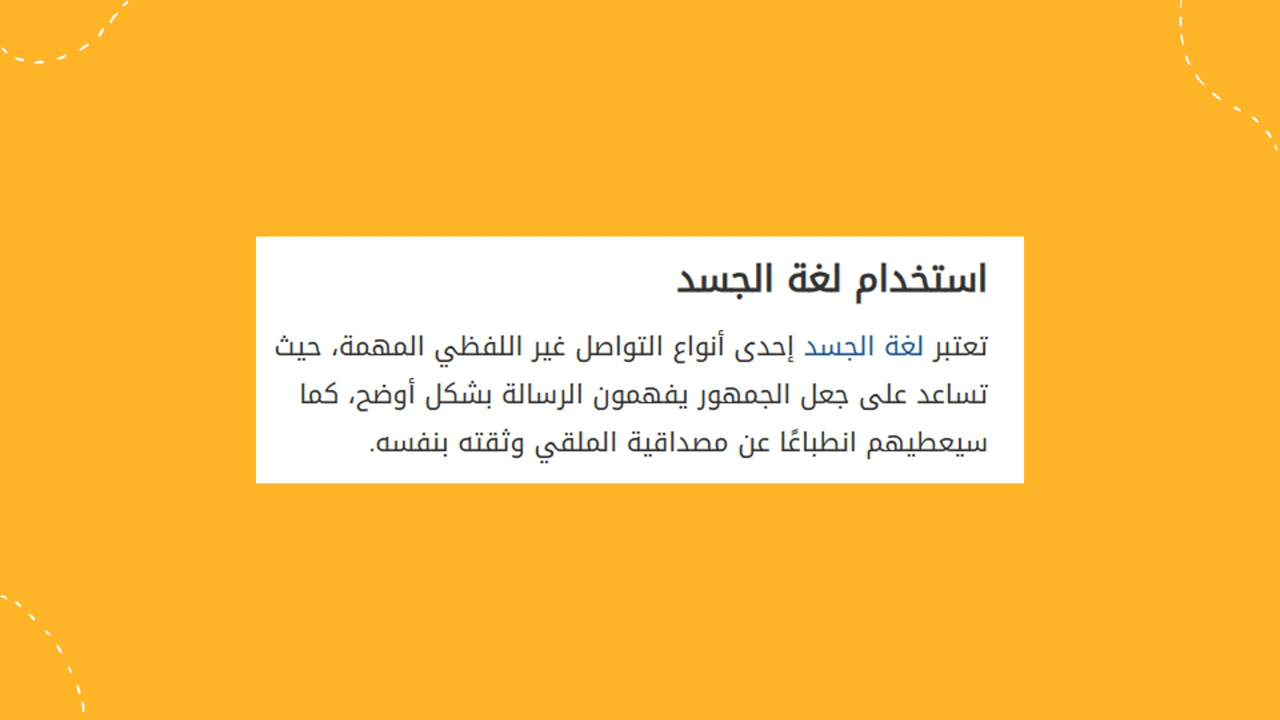 استخدام لغة الجسد
تعتبر لغة الجسد إحدى أنواع التواصل غير اللفظي المهمة، حيث
تساعد على جعل الجمهور يفهمون الرسالة بشكل أوضح، كما
سيعطيهم انطباعًا عن مصداقية الملقي وثقته بنفسه.